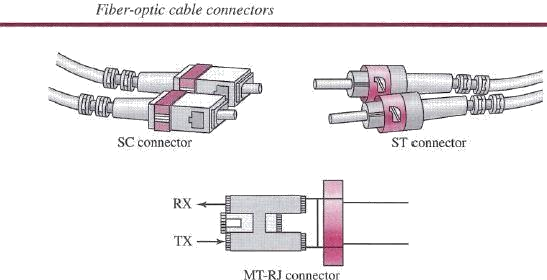 Fiber-optic cable connectors
SC connector
ST connector
RX
TX
MT-RJ connector